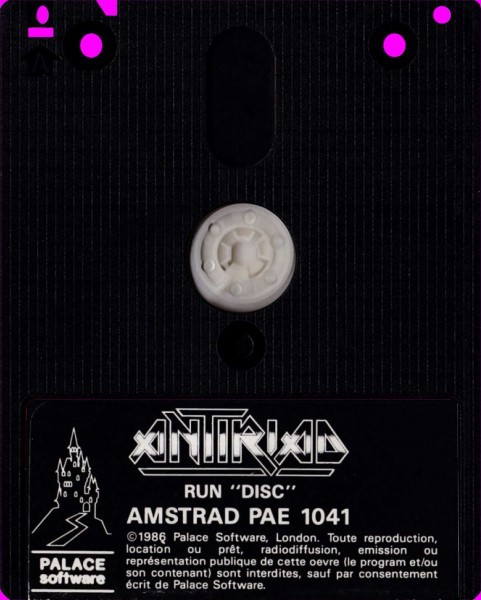 ANTIRIAD
RUN "DISC"
AMSTRAD PAE 1041
©1986 Palace Software, London. Toute reproduction,
location ou prêt, radiodiffusion, emission ou
représentation publique de cette oevre (le program et/ou
son contenant) sont interdites, sauf par consentement
écrit de Palace Software.
PALACE
software